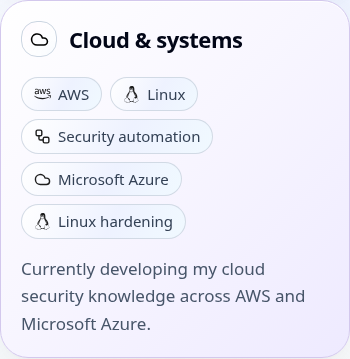 Cloud & systems
aws AWS Linux
Security automation
Microsoft Azure
Linux hardening
Currently developing my cloud
security knowledge across AWS and
Microsoft Azure.